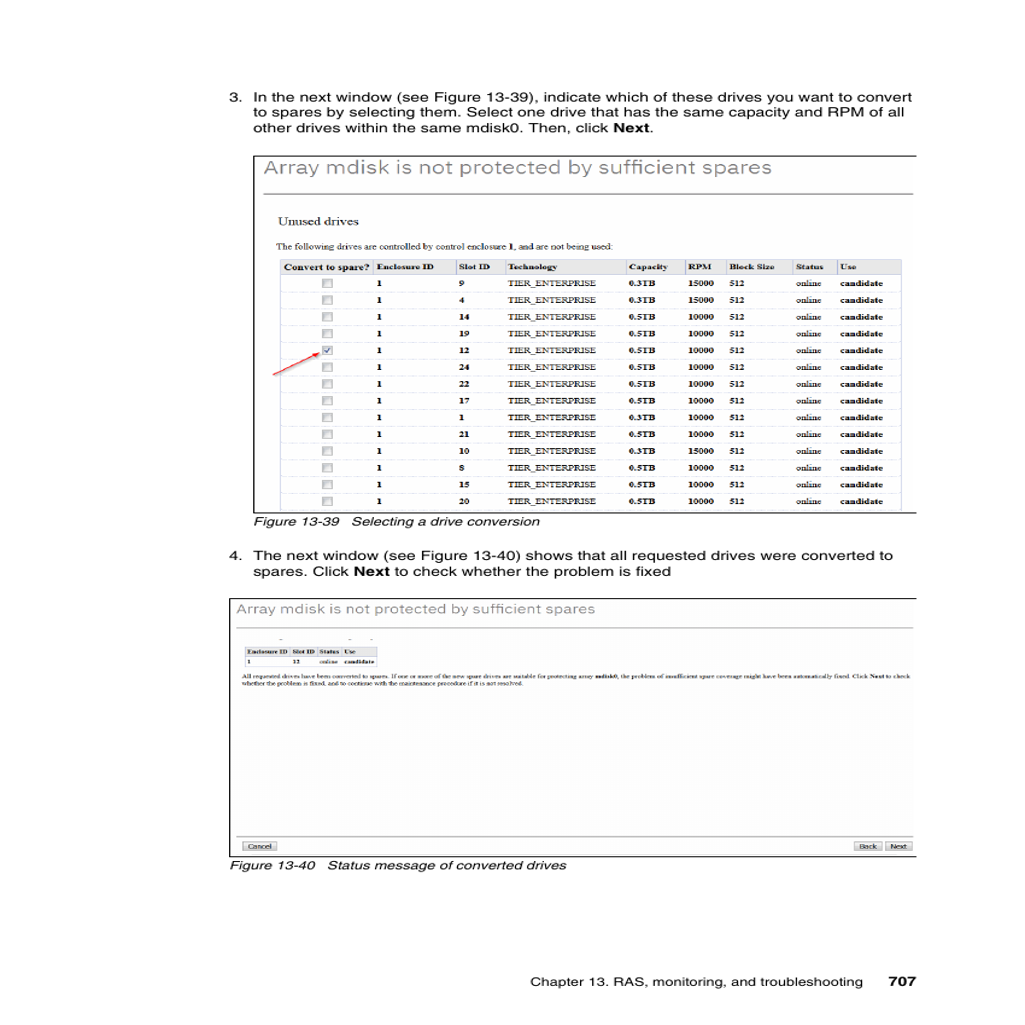 3. In the next window (see Figure 13-39), indicate which of these drives you want to convert
to spares by selecting them. Select one drive that has the same capacity and RPM of all
other drives within the same mdisk0. Then, click Next.
Array mdisk is not protected by sufficient spares
Unused drives
The following drives are controlled by control enclosure 1, and are not being used:
Convert to spare? Enclosure ID Slot ID Technology Capacity RPM Block Size Status Use
1 9 TIER_ENTERPRISE 0.3TB 15000 512 online candidate
1 4 TIER_ENTERPRISE 0.3TB 15000 512 online candidate
1 14 TIER_ENTERPRISE 0.5TB 10000 512 online candidate
1 19 TIER_ENTERPRISE 0.5TB 10000 512 online candidate
1 12 TIER_ENTERPRISE 0.5TB 10000 512 online candidate
1 24 TIER_ENTERPRISE 0.5TB 10000 512 online candidate
1 22 TIER_ENTERPRISE 0.5TB 10000 512 online candidate
1 17 TIER_ENTERPRISE 0.5TB 10000 512 online candidate
1 1 TIER_ENTERPRISE 0.3TB 10000 512 online candidate
1 21 TIER_ENTERPRISE 0.5TB 10000 512 online candidate
1 10 TIER_ENTERPRISE 0.3TB 15000 512 online candidate
1 8 TIER_ENTERPRISE 0.5TB 10000 512 online candidate
1 15 TIER_ENTERPRISE 0.5TB 10000 512 online candidate
1 20 TIER_ENTERPRISE 0.5TB 10000 512 online candidate
Figure 13-39 Selecting a drive conversion
4. The next window (see Figure 13-40) shows that all requested drives were converted to
spares. Click Next to check whether the problem is fixed
Array mdisk is not protected by sufficient spares
Enclosure ID Slot ID Status Use
1 12 online candidate
All requested drives have been converted to spares. If one or more of the new spare drives are suitable for protecting array mdisk0, the problem of insufficient spare coverage might have been automatically fixed. Click Next to check
whether the problem is fixed, and to continue with the maintenance procedure if it is not resolved.
Cancel Back Next
Figure 13-40 Status message of converted drives
Chapter 13. RAS, monitoring, and troubleshooting 707